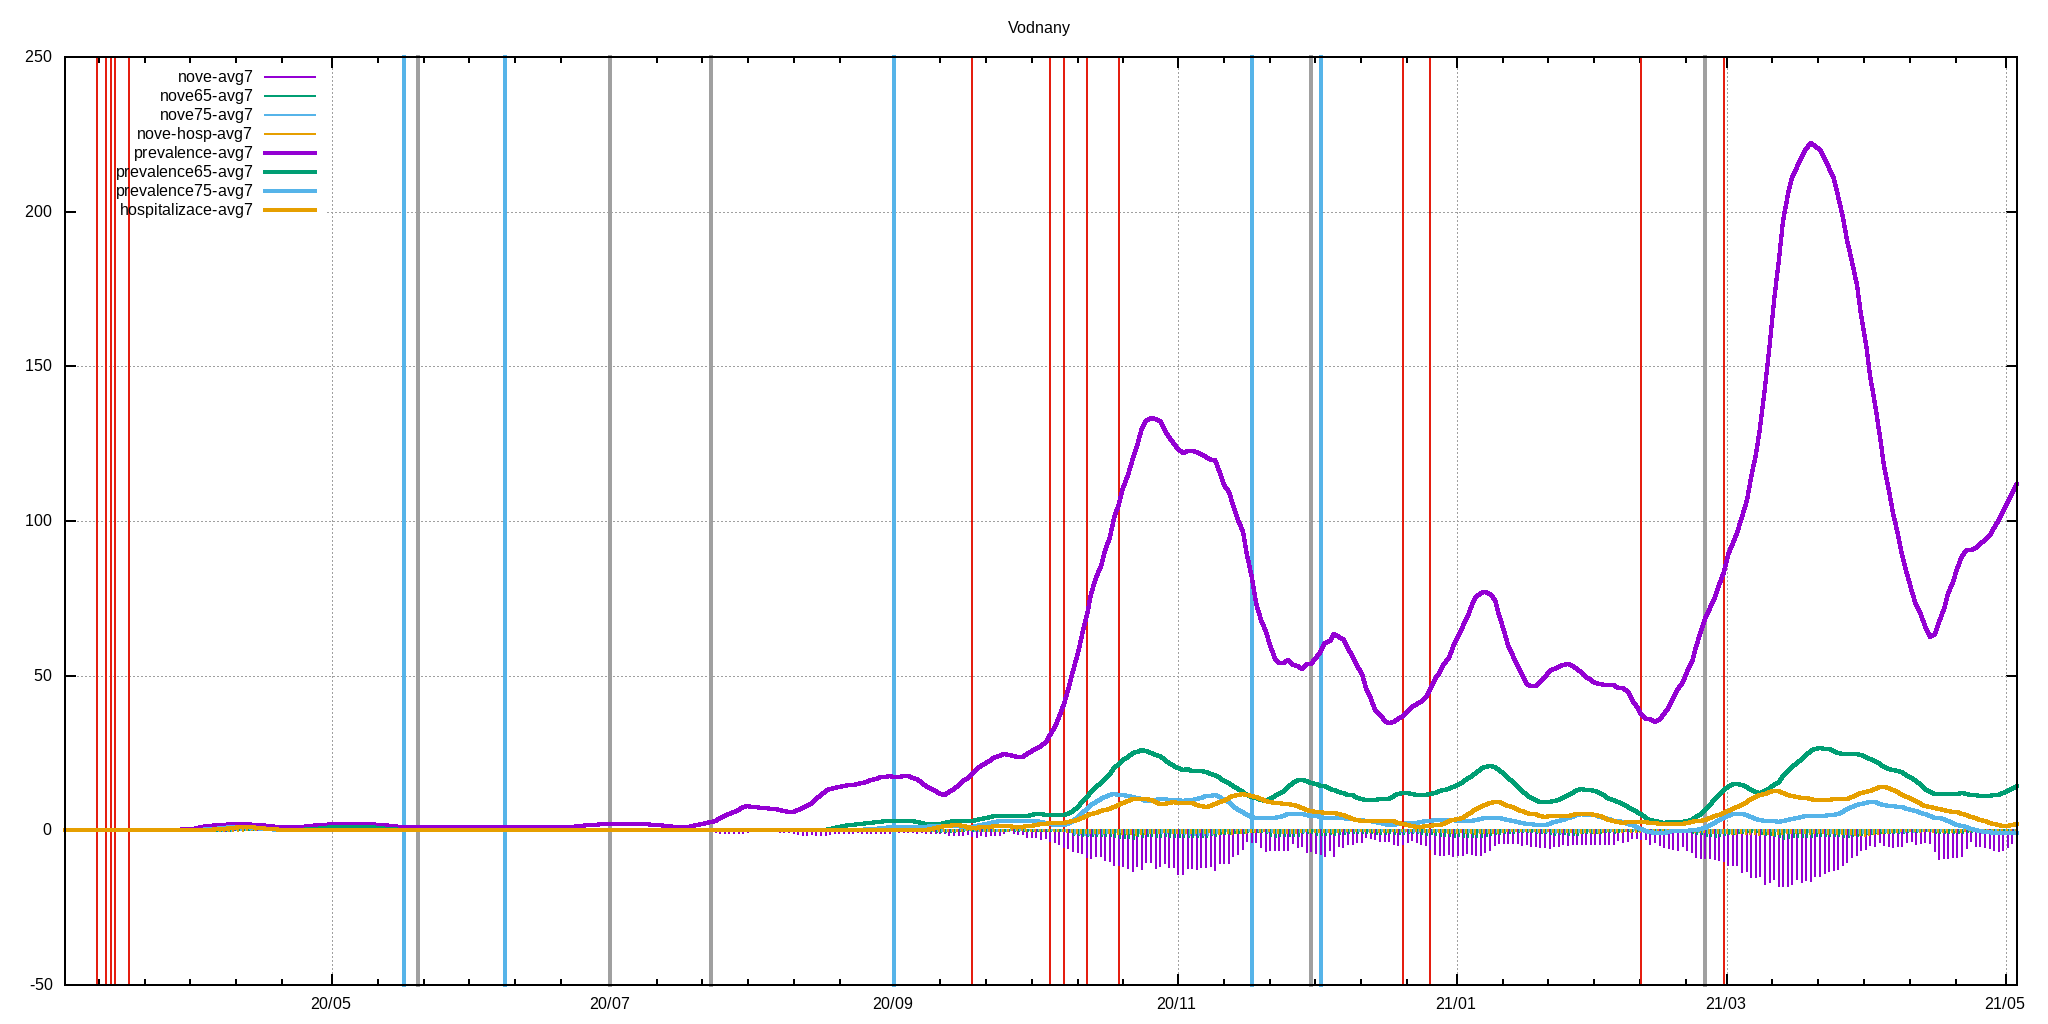 Vodnany
250
nove-avg7
nove65-avg7
nove75-avg7
nove-hosp-avg7
prevalence-avg7
prevalence65-avg7
prevalence75-avg7
hospitalizace-avg7
200
150
100
50
0
-50
20/05 20/07 20/09 20/11 21/01 21/03 21/05